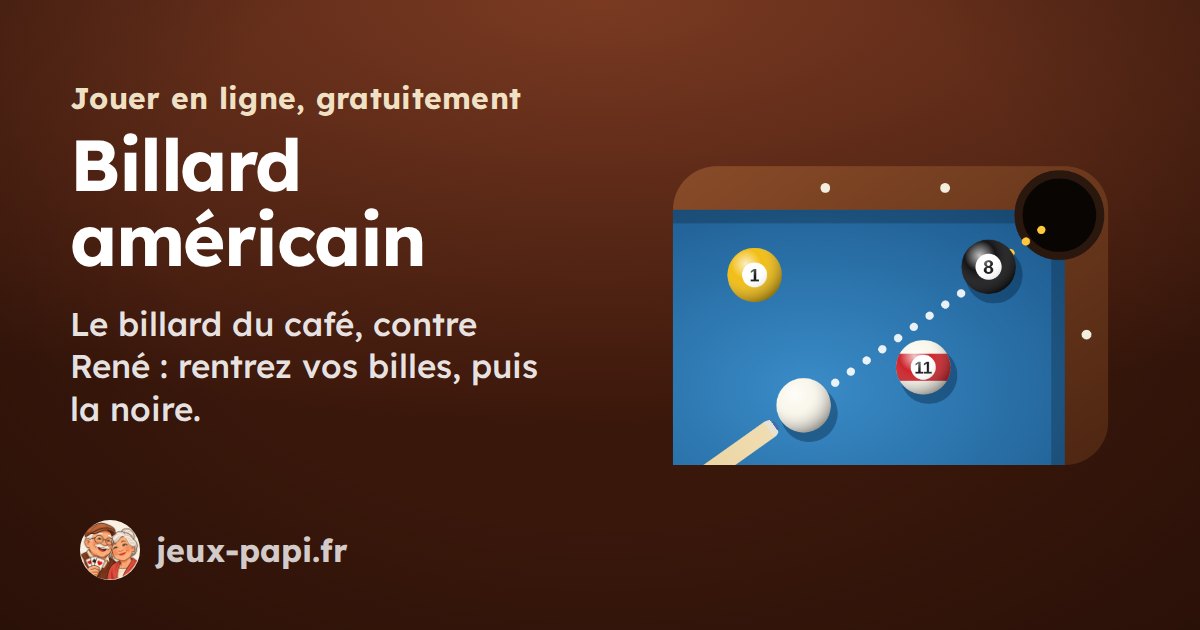 Jouer en ligne, gratuitement
Billard
américain
Le billard du café, contre
René : rentrez vos billes, puis
la noire.
1
8
11
jeux-papi.fr